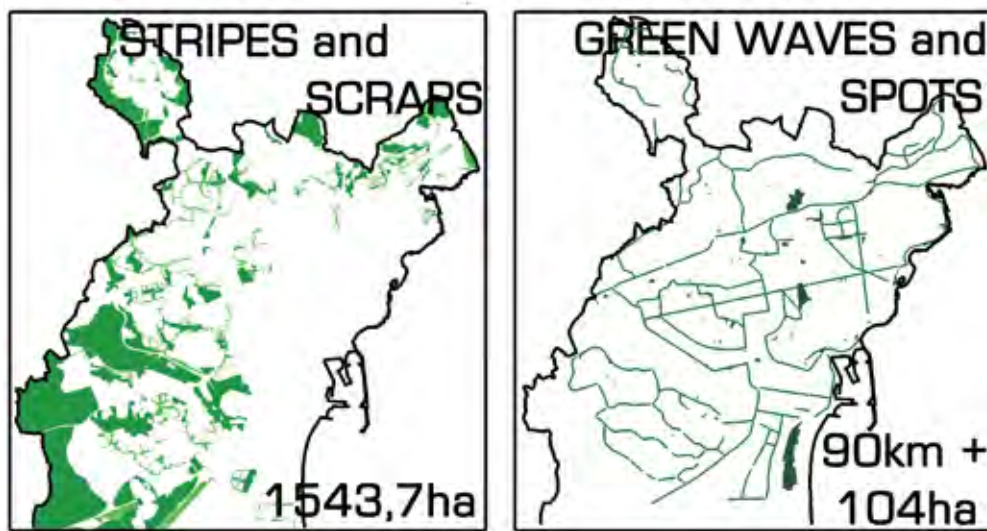 STRIPES and
SCRAPS
1543,7ha
GREEN WAVES and
SPOTS
90km +
104ha